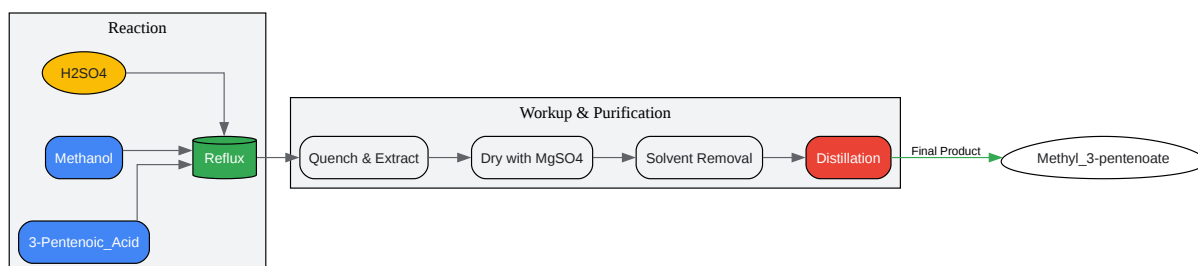 Reaction
H2SO4
Methanol
Reflux
3-Pentenoic_Acid
Workup & Purification
Quench & Extract
Dry with MgSO4
Solvent Removal
Distillation
Final Product
Methyl_3-pentenoate